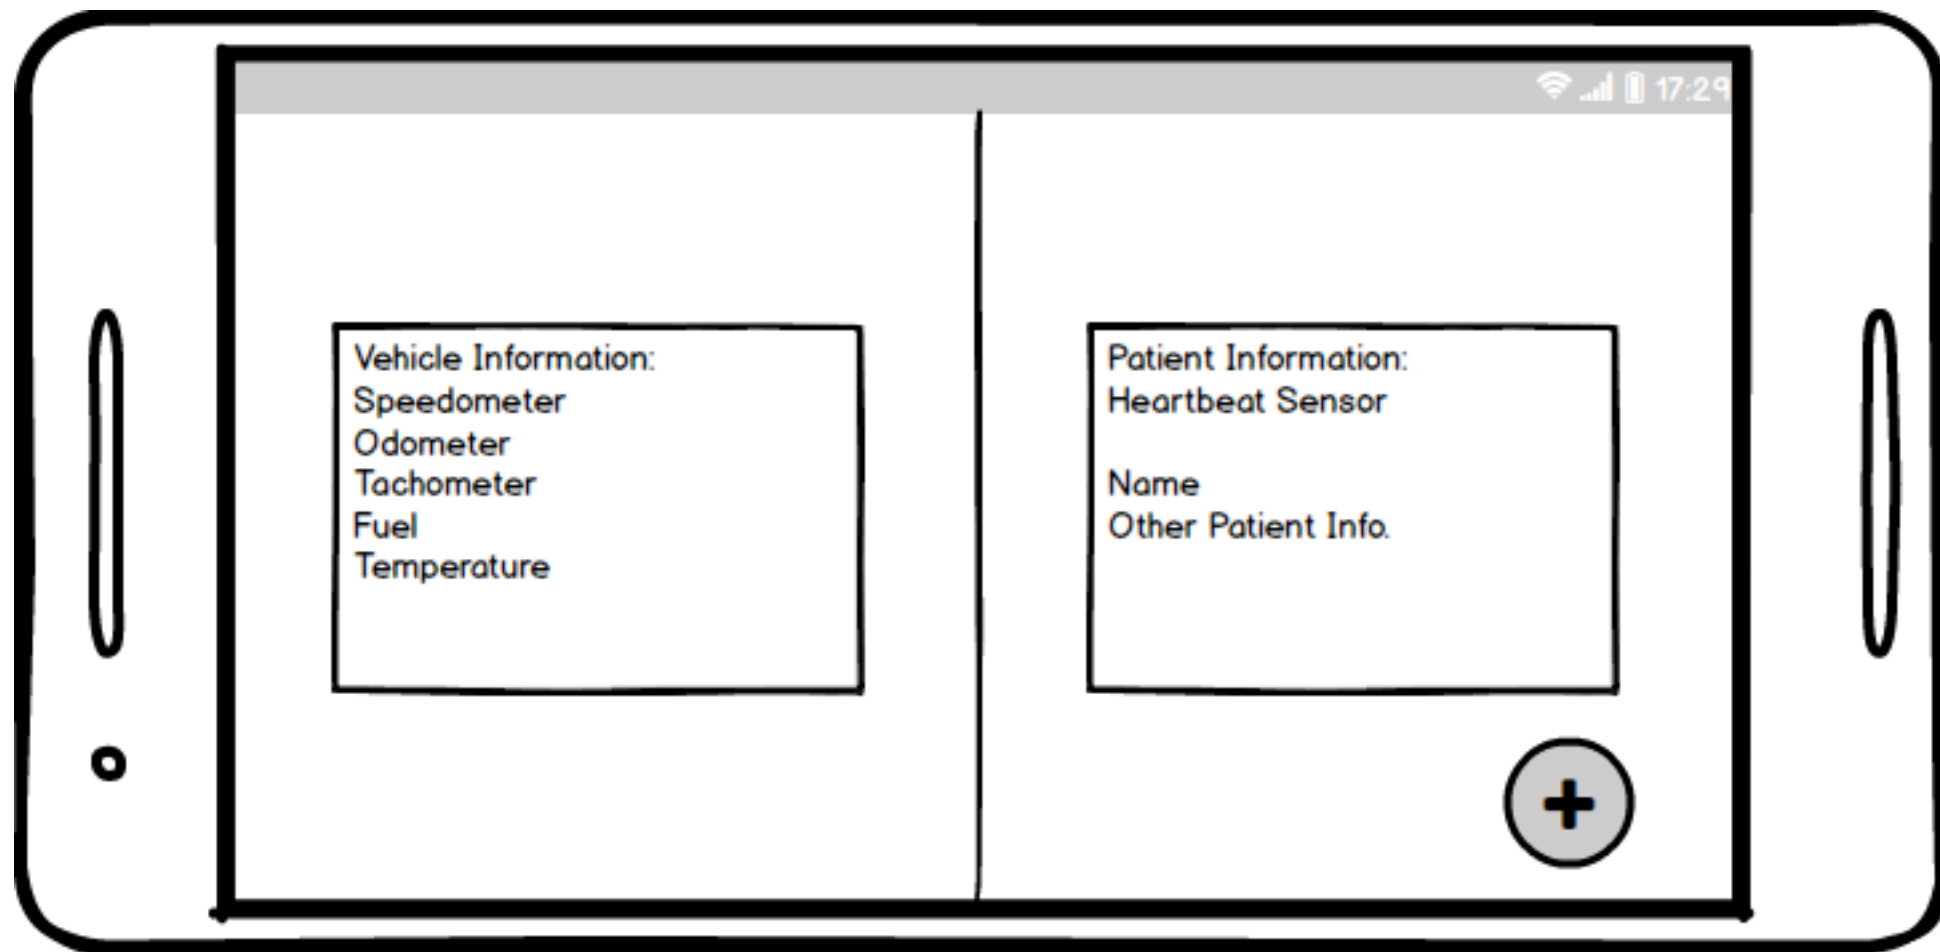 17:29
Vehicle Information:
Speedometer
Odometer
Tachometer
Fuel
Temperature
Patient Information:
Heartbeat Sensor
Name
Other Patient Info.
+